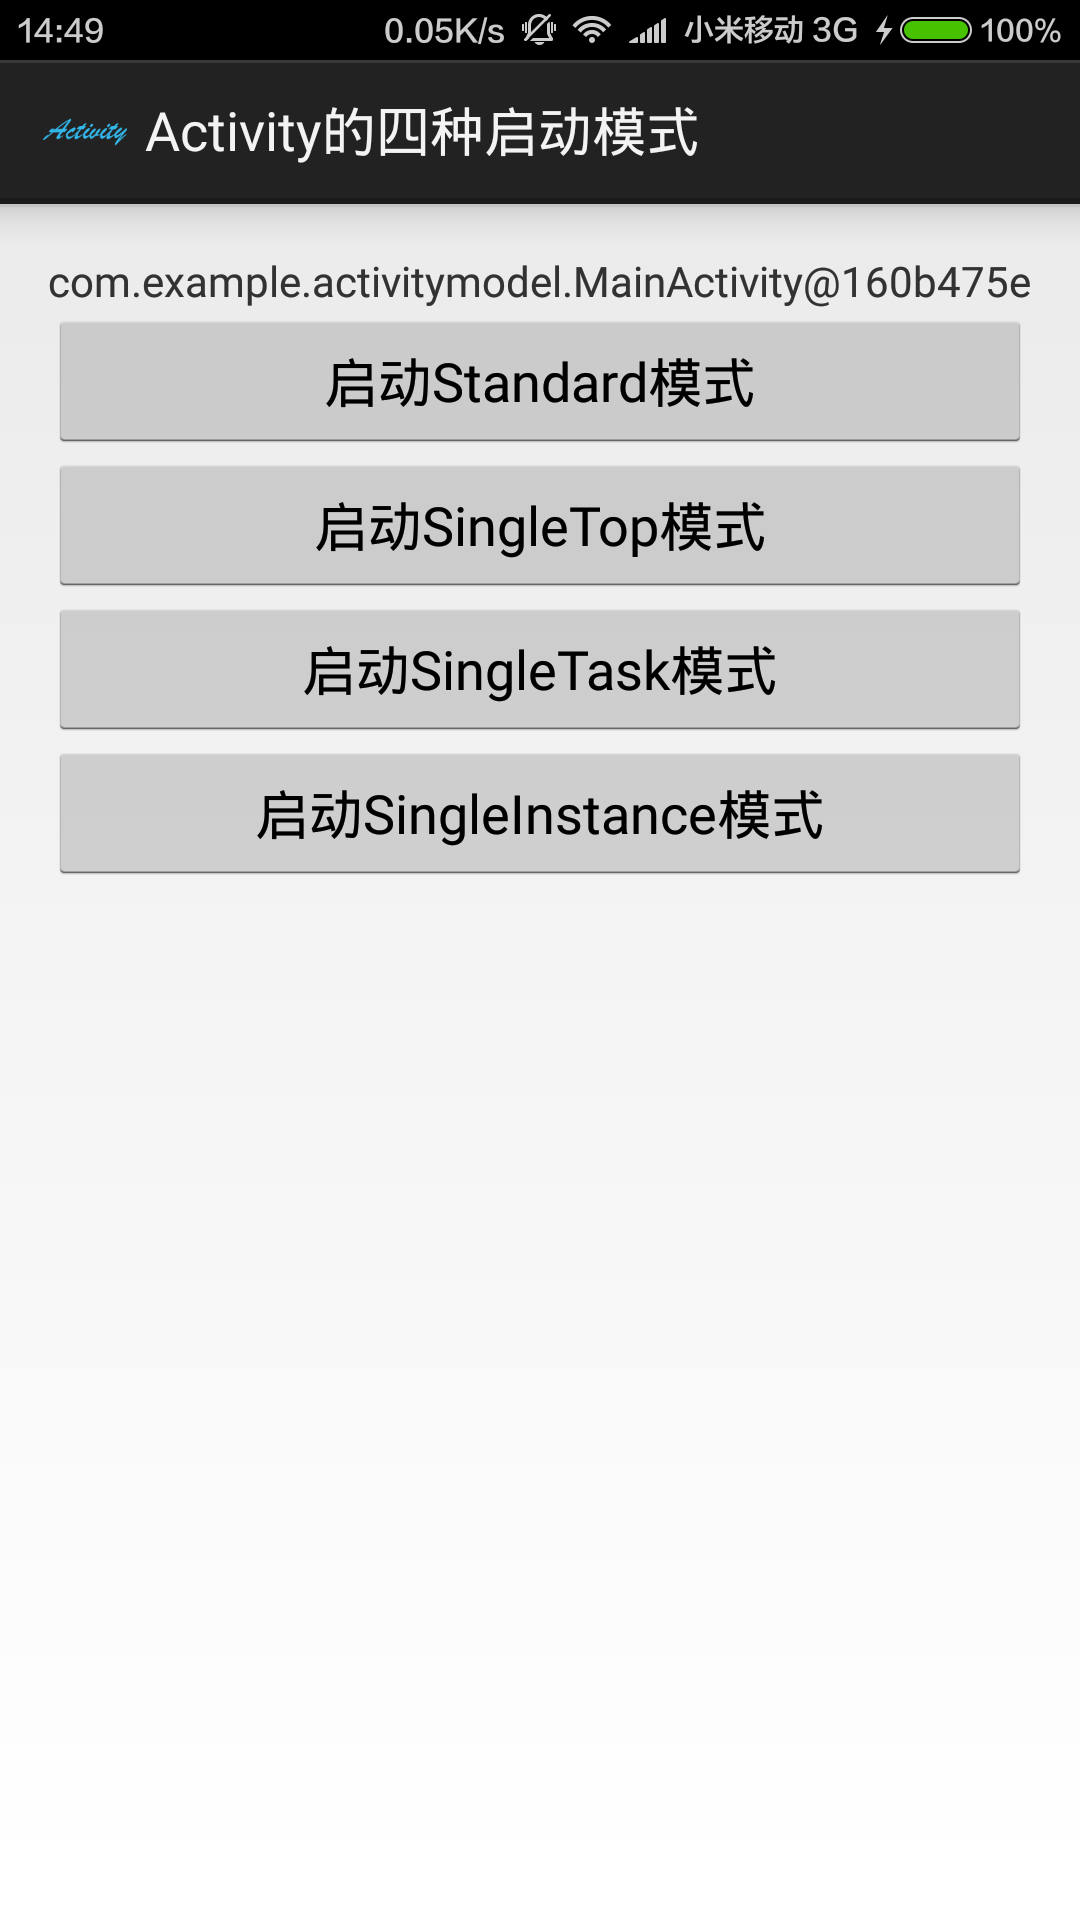 14:49 0.05K/s 小米移动 3G 100%
Activity Activity的四种启动模式
com.example.activitymodel.MainActivity@160b475e
启动Standard模式
启动SingleTop模式
启动SingleTask模式
启动SingleInstance模式